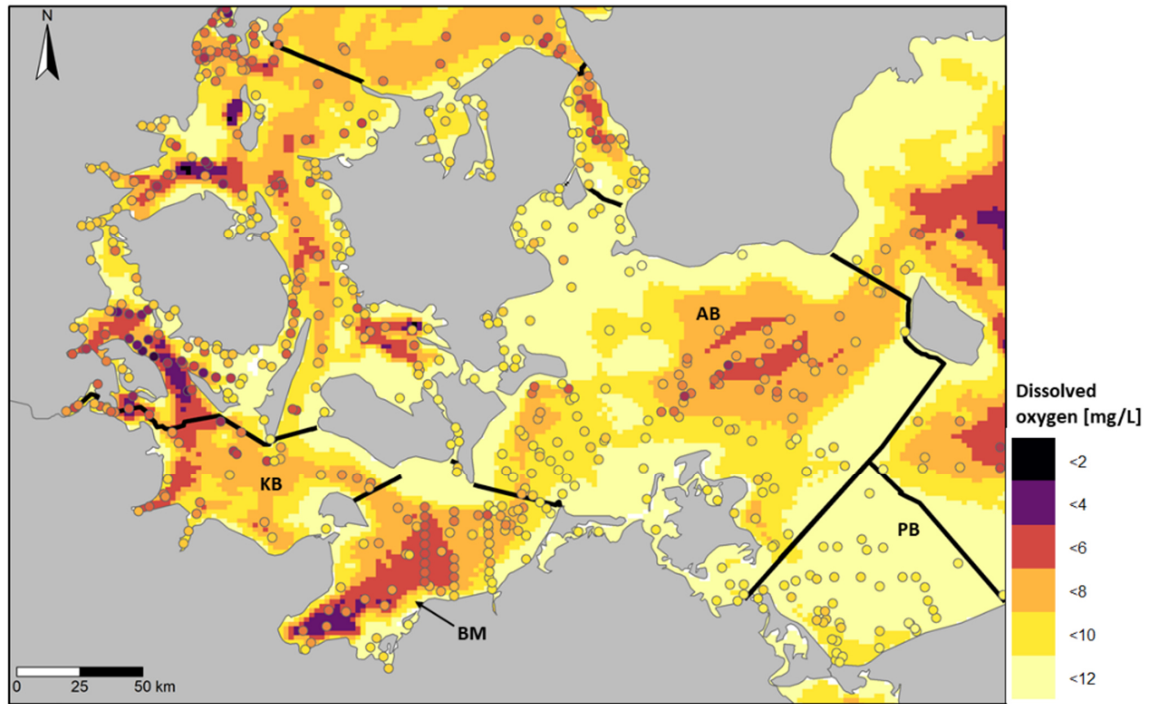 N
AB
KB
PB
BM
0 25 50 km
Dissolved
oxygen [mg/L]
<2
<4
<6
<8
<10
<12